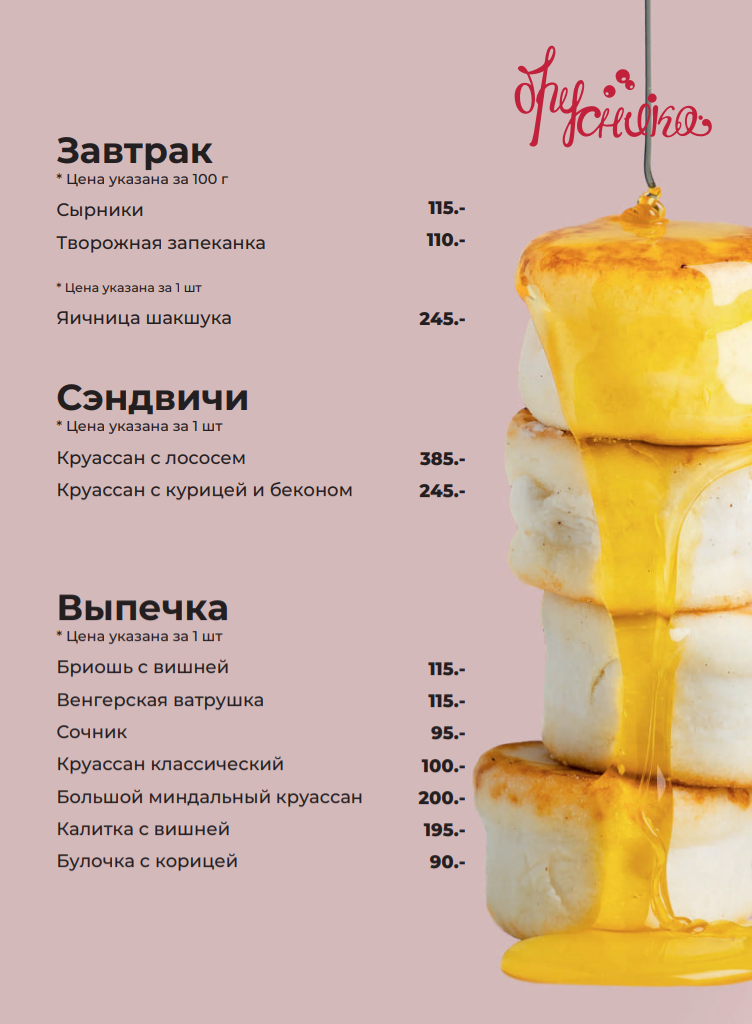 брусника
Завтрак
* Цена указана за 100 г
Сырники 115.-
Творожная запеканка 110.-
* Цена указана за 1 шт
Яичница шакшука 245.-
Сэндвичи
* Цена указана за 1 шт
Круассан с лососем 385.-
Круассан с курицей и беконом 245.-
Выпечка
* Цена указана за 1 шт
Бриошь с вишней 115.-
Венгерская ватрушка 115.-
Сочник 95.-
Круассан классический 100.-
Большой миндальный круассан 200.-
Калитка с вишней 195.-
Булочка с корицей 90.-